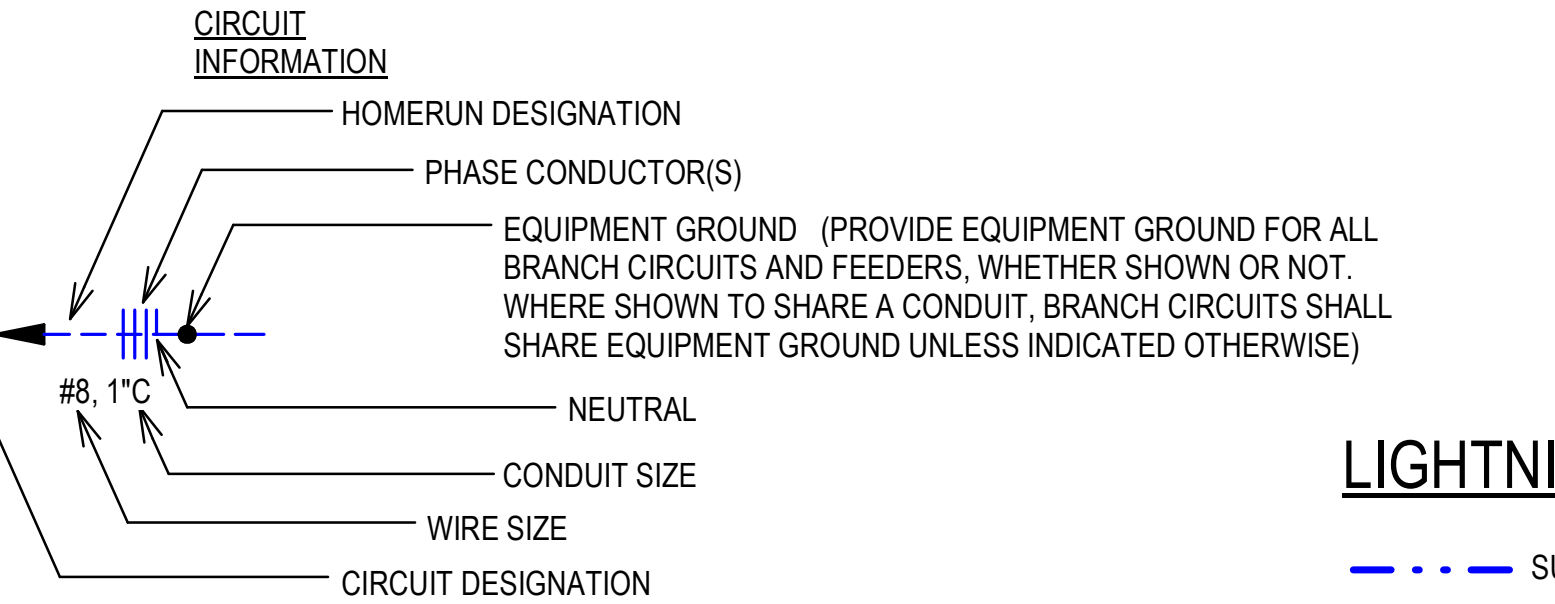 CIRCUIT
INFORMATION
HOMERUN DESIGNATION
PHASE CONDUCTOR(S)
EQUIPMENT GROUND (PROVIDE EQUIPMENT GROUND FOR ALL
BRANCH CIRCUITS AND FEEDERS, WHETHER SHOWN OR NOT.
WHERE SHOWN TO SHARE A CONDUIT, BRANCH CIRCUITS SHALL
SHARE EQUIPMENT GROUND UNLESS INDICATED OTHERWISE)
#8, 1"C
NEUTRAL
LIGHTNI
CONDUIT SIZE
WIRE SIZE
SU
CIRCUIT DESIGNATION